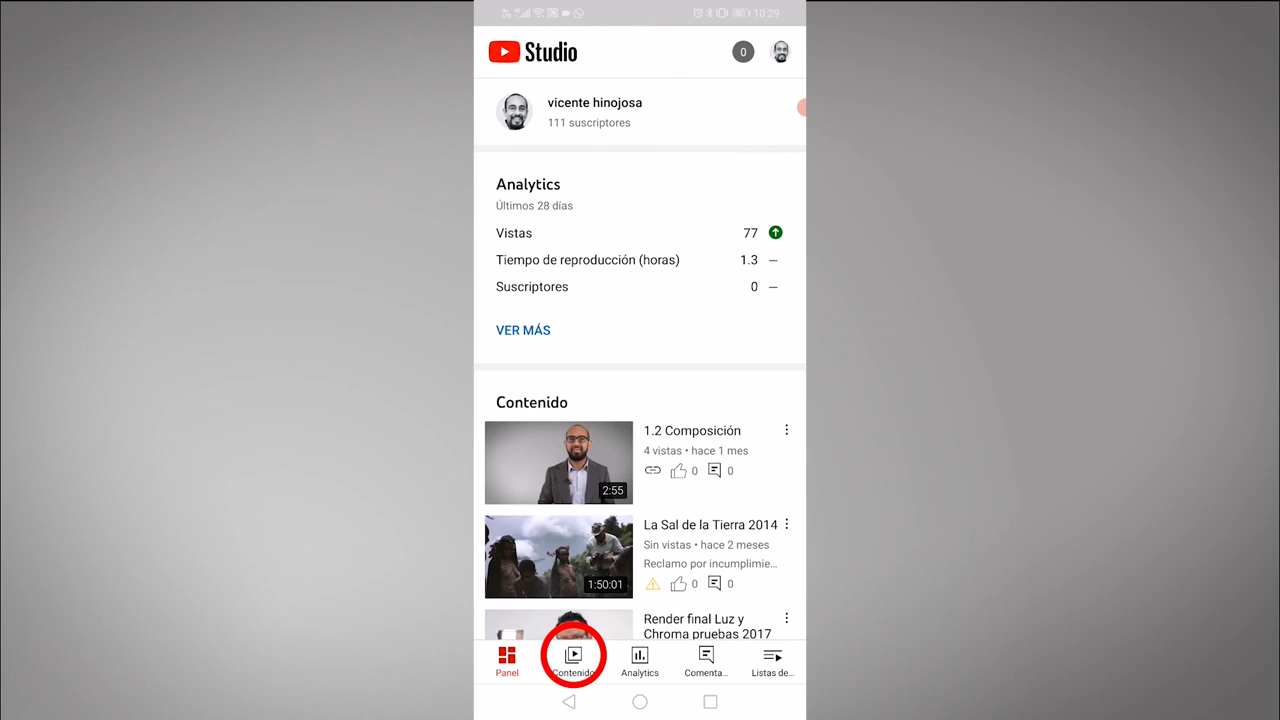 10:29
Studio
0
vicente hinojosa
111 suscriptores
Analytics
Últimos 28 días
Vistas 77
Tiempo de reproducción (horas) 1.3 –
Suscriptores 0 –
VER MÁS
Contenido
1.2 Composición
4 vistas • hace 1 mes
0 0
2:55
La Sal de la Tierra 2014
Sin vistas • hace 2 meses
Reclamo por incumplimie...
0 0
1:50:01
Render final Luz y
Chroma pruebas 2017
Panel
Contenido
Analytics
Comenta...
Listas de...